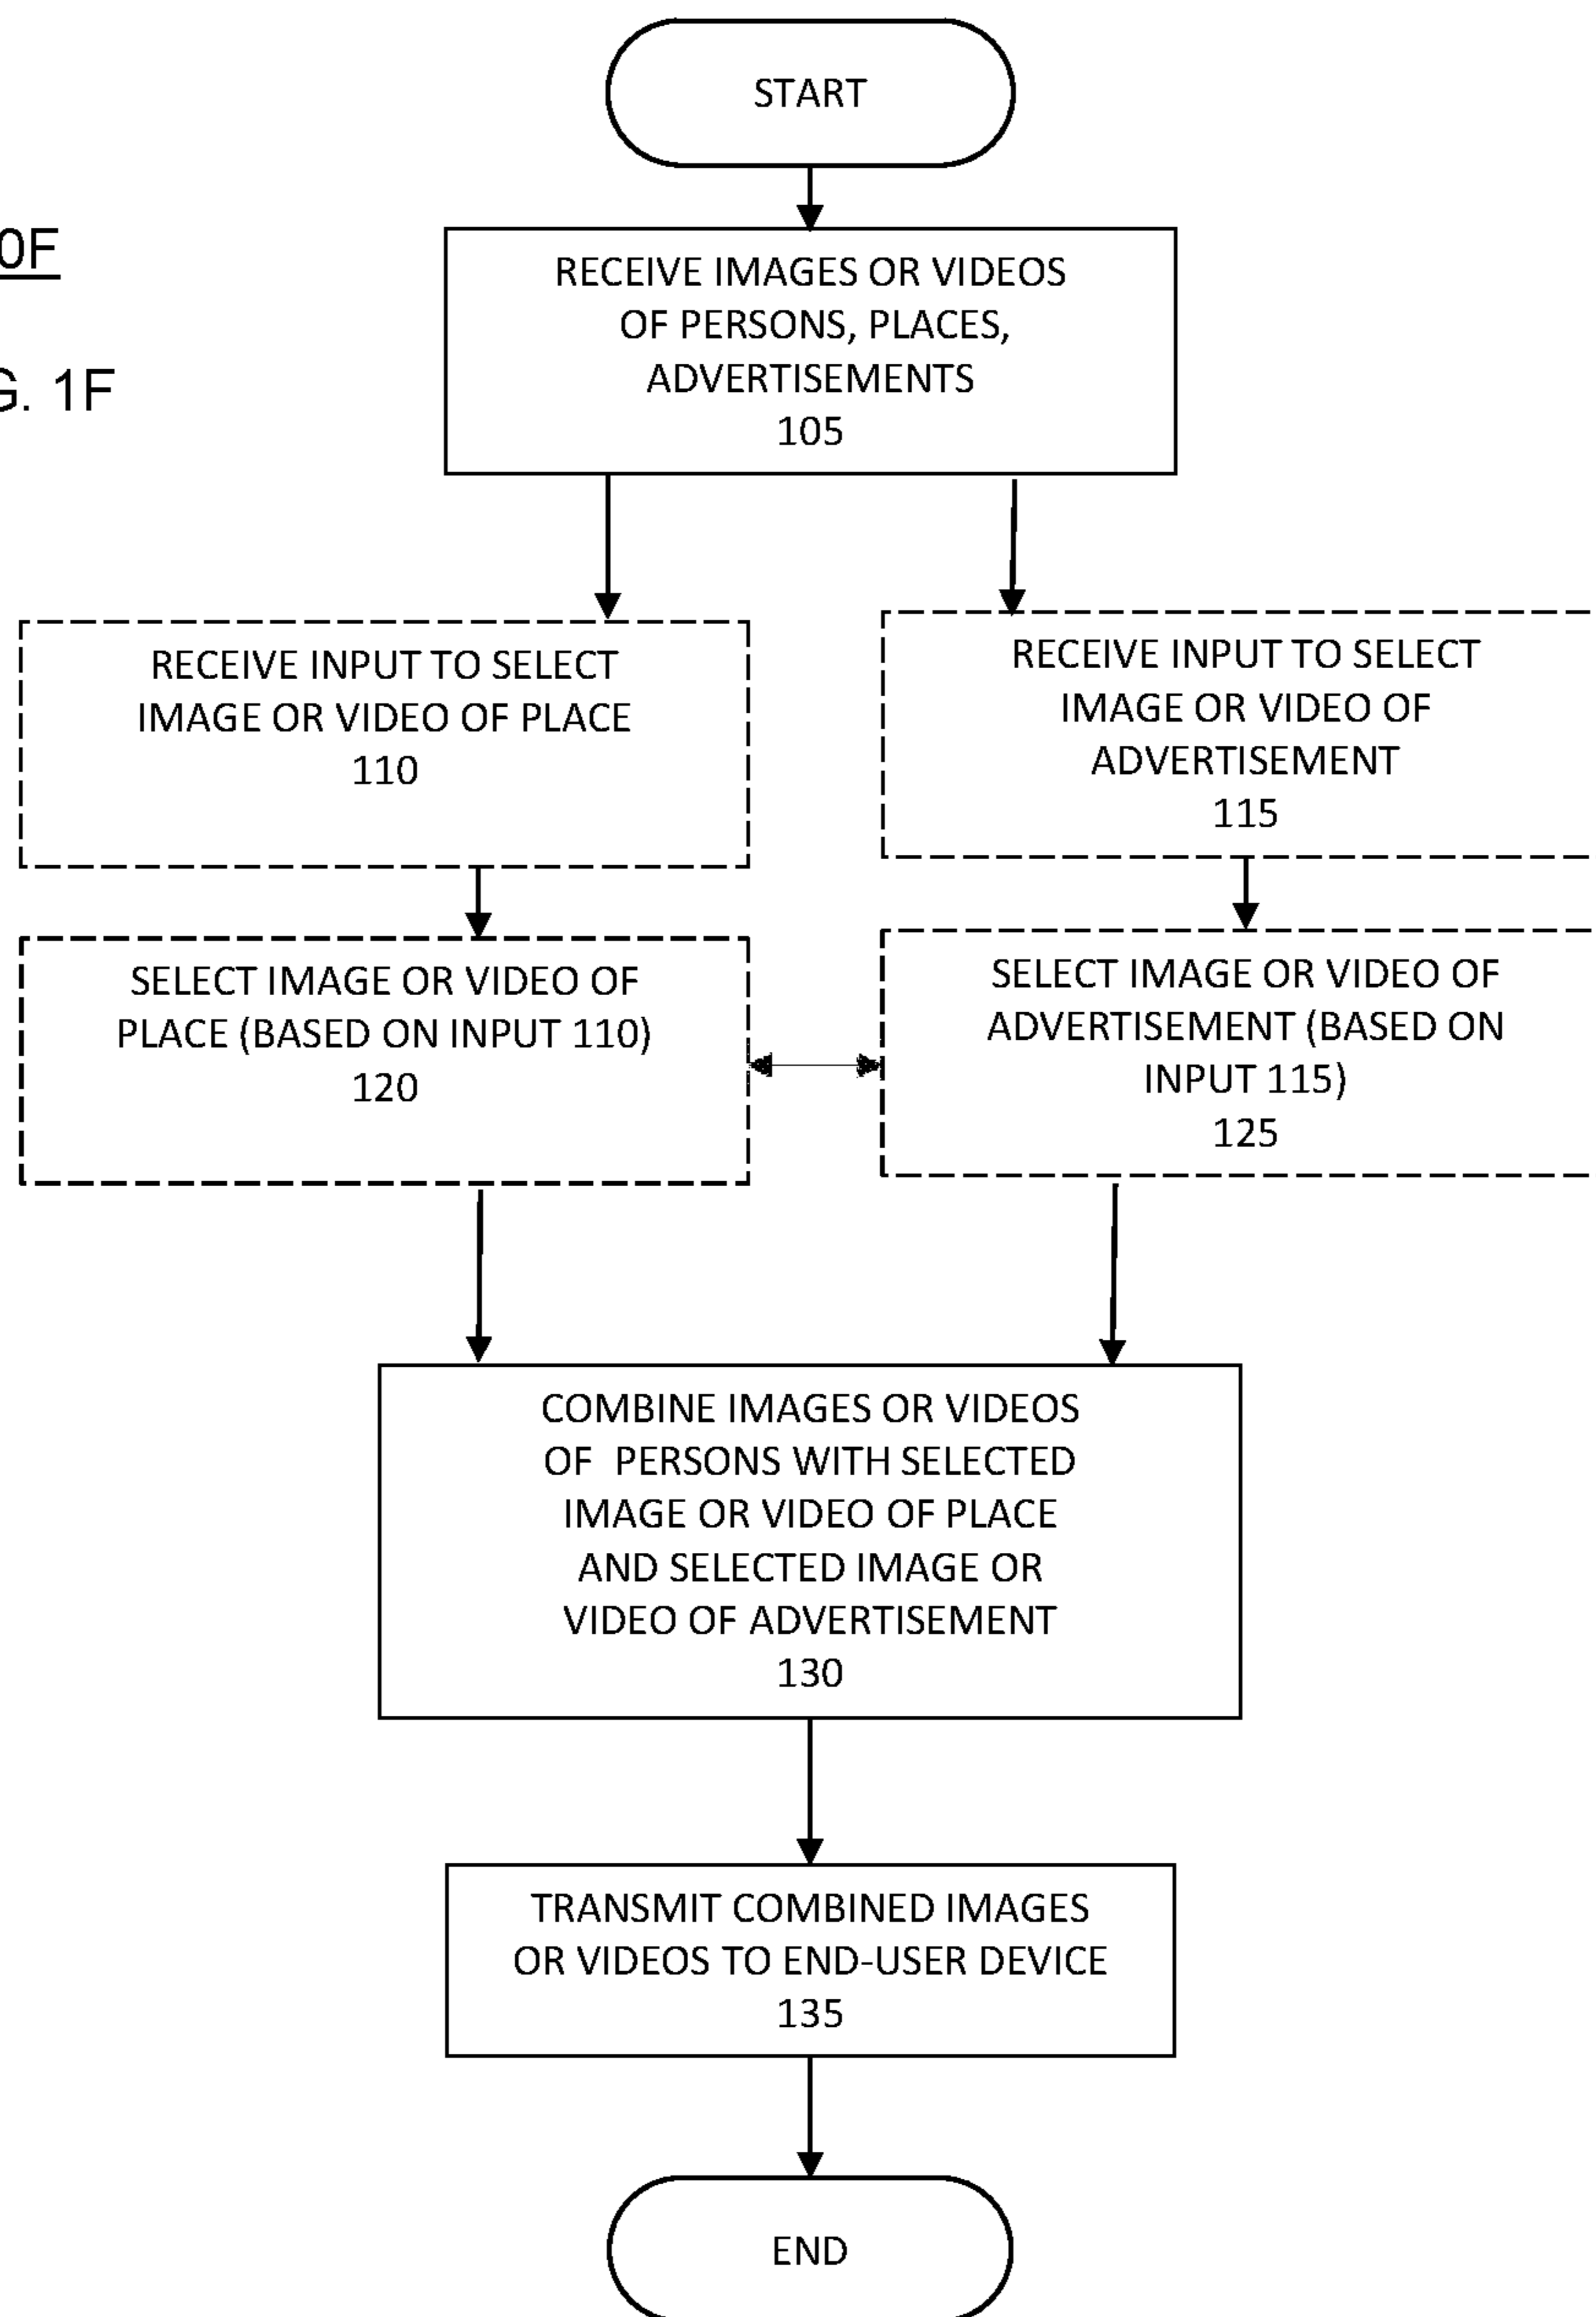 START
0F
G. 1F
RECEIVE IMAGES OR VIDEOS
OF PERSONS, PLACES,
ADVERTISEMENTS
105
RECEIVE INPUT TO SELECT
IMAGE OR VIDEO OF PLACE
110
RECEIVE INPUT TO SELECT
IMAGE OR VIDEO OF
ADVERTISEMENT
115
SELECT IMAGE OR VIDEO OF
PLACE (BASED ON INPUT 110)
120
SELECT IMAGE OR VIDEO OF
ADVERTISEMENT (BASED ON
INPUT 115)
125
COMBINE IMAGES OR VIDEOS
OF PERSONS WITH SELECTED
IMAGE OR VIDEO OF PLACE
AND SELECTED IMAGE OR
VIDEO OF ADVERTISEMENT
130
TRANSMIT COMBINED IMAGES
OR VIDEOS TO END-USER DEVICE
135
END